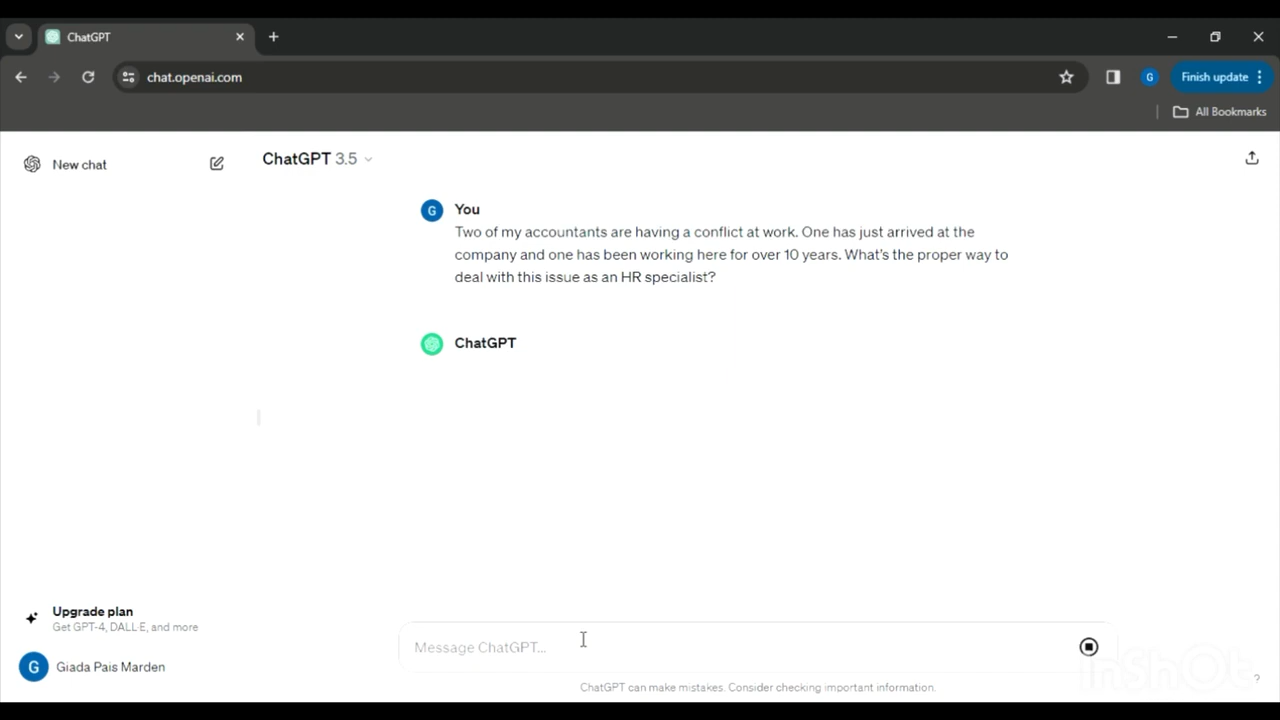 ChatGPT
chat.openai.com
G
Finish update
All Bookmarks
New chat
ChatGPT 3.5
G
You
Two of my accountants are having a conflict at work. One has just arrived at the
company and one has been working here for over 10 years. What's the proper way to
deal with this issue as an HR specialist?
ChatGPT
Upgrade plan
Get GPT-4, DALL·E, and more
Message ChatGPT...
G
Giada Pais Marden
InShOt
ChatGPT can make mistakes. Consider checking important information.
?